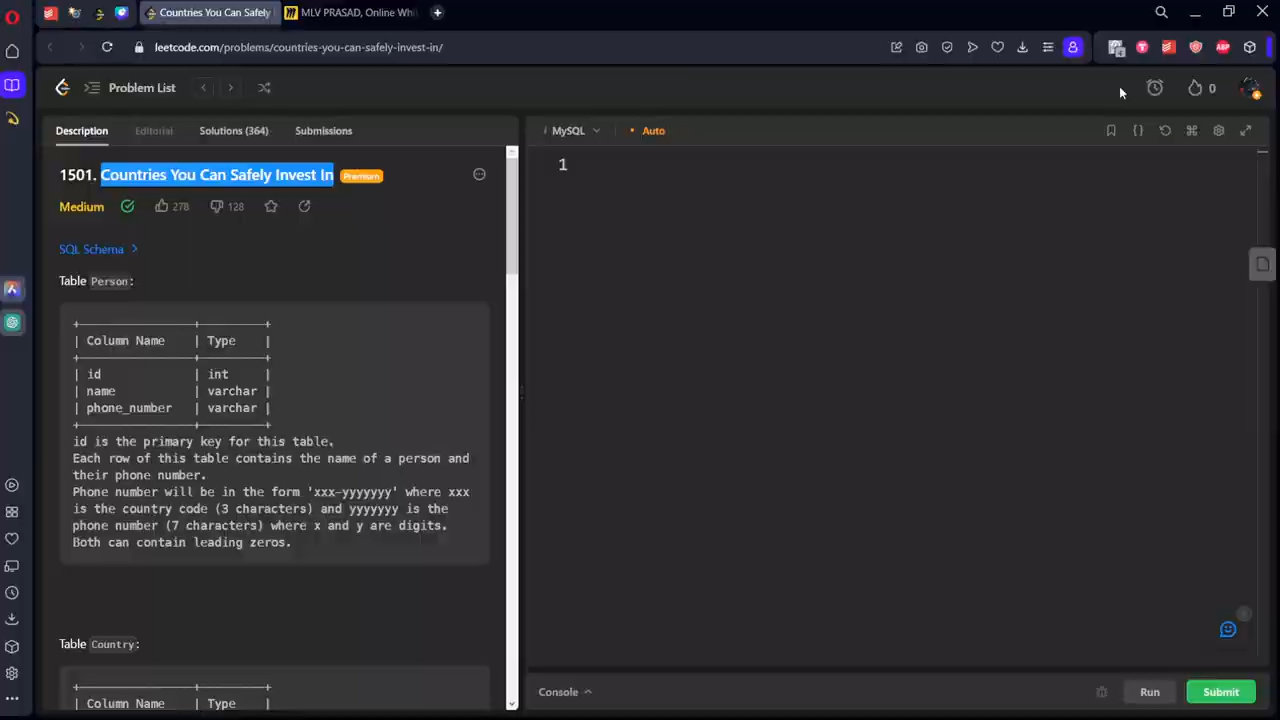 Countries You Can Safely
MLV PRASAD, Online Whi
leetcode.com/problems/countries-you-can-safely-invest-in/
ABP
Problem List
0
Description
Editorial
Solutions (364)
Submissions
MySQL
Auto
1501. Countries You Can Safely Invest In
Premium
1
Medium
278
128
SQL Schema
Table Person:
+---------------+---------+
| Column Name | Type |
+---------------+---------+
| id | int |
| name | varchar |
| phone_number | varchar |
+---------------+---------+
id is the primary key for this table.
Each row of this table contains the name of a person and
their phone number.
Phone number will be in the form 'xxx-yyyyyyy' where xxx
is the country code (3 characters) and yyyyyyy is the
phone number (7 characters) where x and y are digits.
Both can contain leading zeros.
Table Country:
+---------------+---------+
| Column Name | Type |
Console
Run
Submit